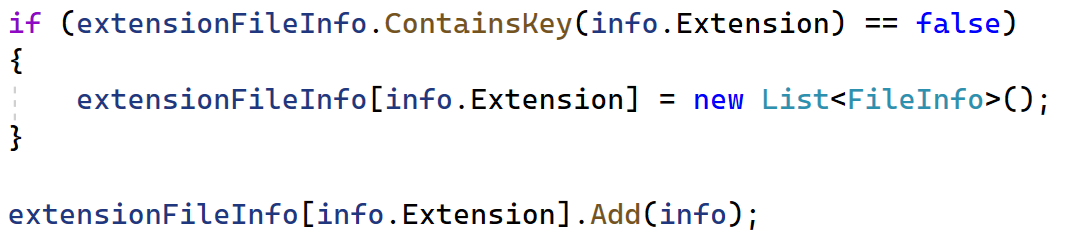 if (extensionFileInfo.ContainsKey(info.Extension) == false)
{
    extensionFileInfo[info.Extension] = new List<FileInfo>();
}

extensionFileInfo[info.Extension].Add(info);